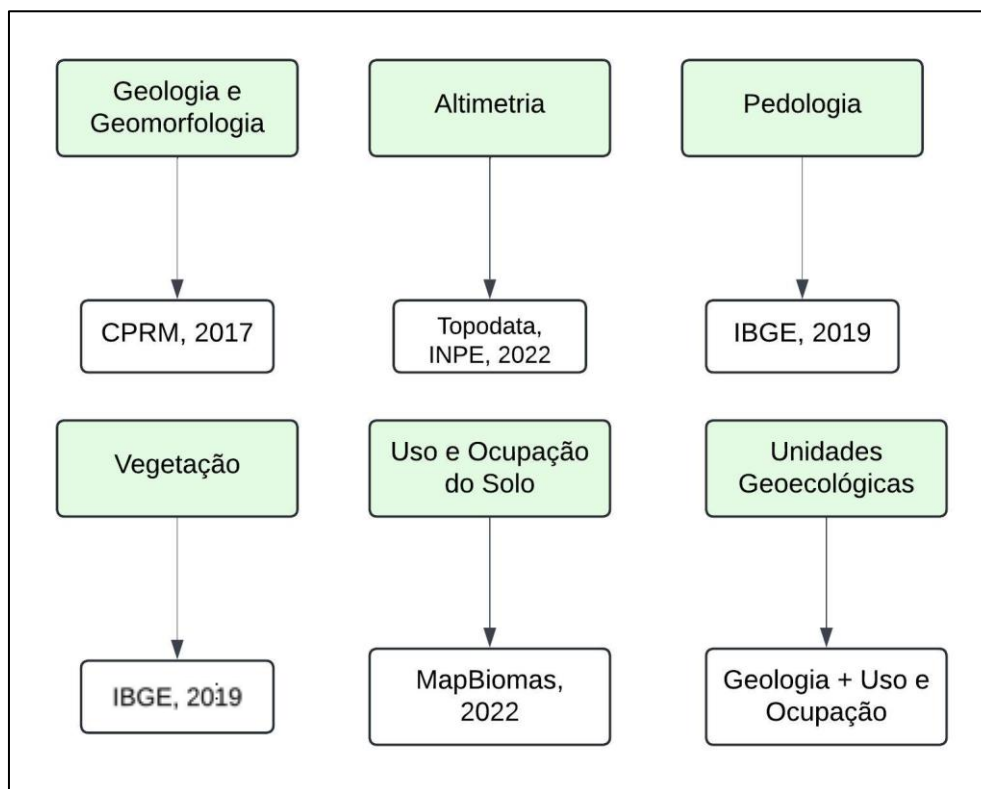 Geologia e
Geomorfologia
Altimetria
Pedologia
CPRM, 2017
Topodata,
INPE, 2022
IBGE, 2019
Vegetação
Uso e Ocupação
do Solo
Unidades
Geoecológicas
IBGE, 2019
MapBiomas,
2022
Geologia + Uso e
Ocupação